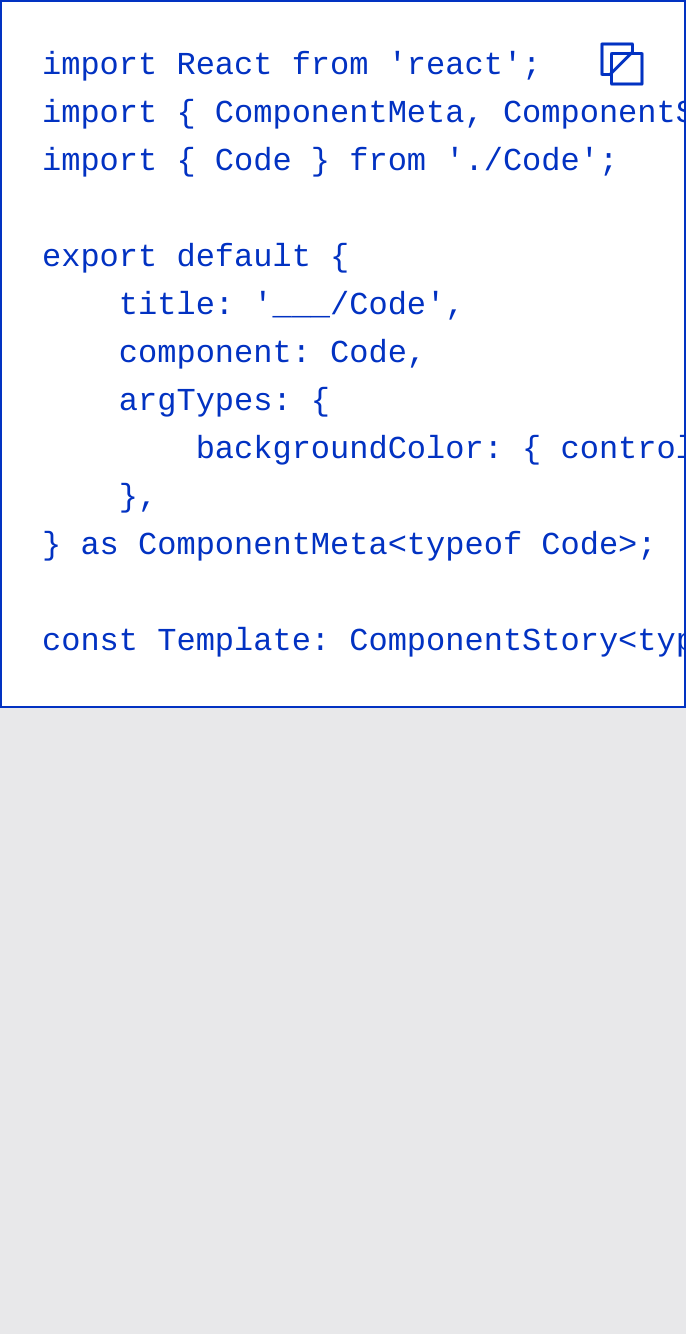 import React from 'react';
import { ComponentMeta, Component
import { Code } from './Code';

export default {
    title: '___/Code',
    component: Code,
    argTypes: {
        backgroundColor: { control
    },
} as ComponentMeta<typeof Code>;

const Template: ComponentStory<typ